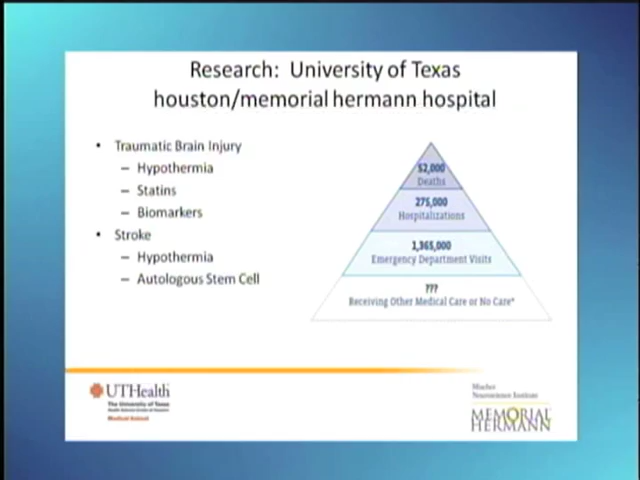 Research: University of Texas
houston/memorial hermann hospital
• Traumatic Brain Injury
– Hypothermia
– Statins
– Biomarkers
• Stroke
– Hypothermia
– Autologous Stem Cell
52,000
Deaths
275,000
Hospitalizations
1,365,000
Emergency Department Visits
???
Receiving Other Medical Care or No Care*
UTHealth
The University of Texas
Medical School
Mischer
Neuroscience Institute
MEMORIAL
HERMANN